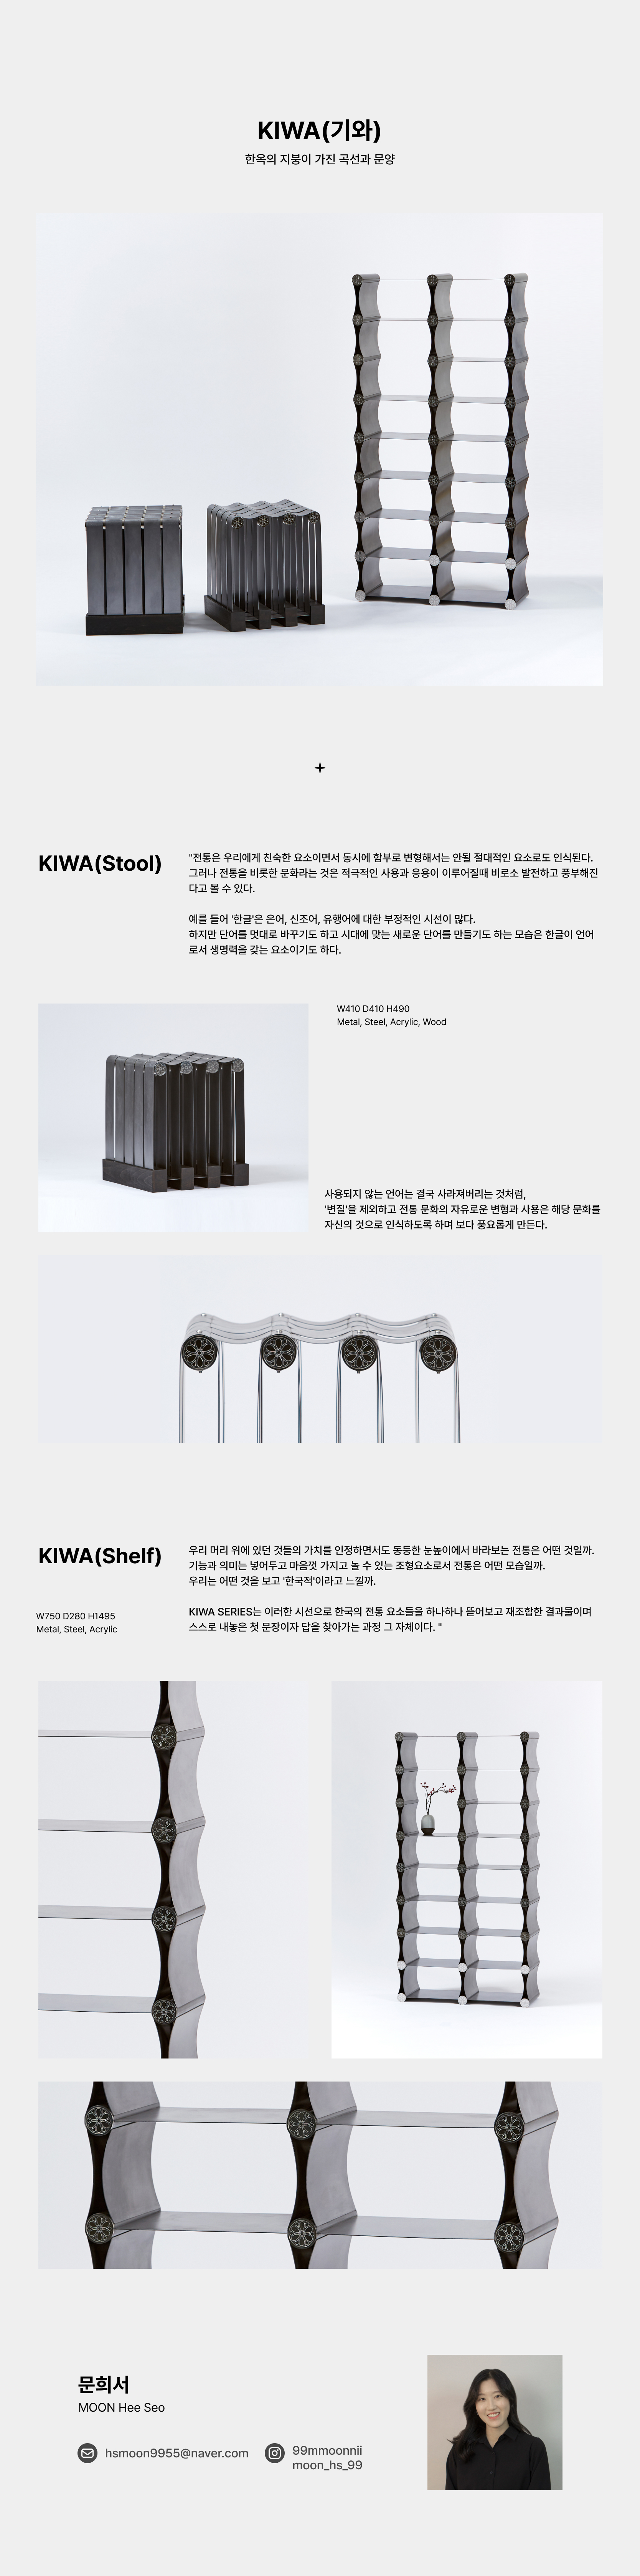 KIWA(기와)
한옥의 지붕이 가진 곡선과 문양
KIWA(Stool)
"전통은 우리에게 친숙한 요소이면서 동시에 함부로 변형해서는 안될 절대적인 요소로도 인식된다.
그러나 전통을 비롯한 문화라는 것은 적극적인 사용과 응용이 이루어질때 비로소 발전하고 풍부해진
다고 볼 수 있다.
예를 들어 '한글'은 은어, 신조어, 유행어에 대한 부정적인 시선이 많다.
하지만 단어를 멋대로 바꾸기도 하고 시대에 맞는 새로운 단어를 만들기도 하는 모습은 한글이 언어
로서 생명력을 갖는 요소이기도 하다.
W410 D410 H490
Metal, Steel, Acrylic, Wood
사용되지 않는 언어는 결국 사라져버리는 것처럼,
'변질'을 제외하고 전통 문화의 자유로운 변형과 사용은 해당 문화를
자신의 것으로 인식하도록 하며 보다 풍요롭게 만든다.
KIWA(Shelf)
우리 머리 위에 있던 것들의 가치를 인정하면서도 동등한 눈높이에서 바라보는 전통은 어떤 것일까.
기능과 의미는 넣어두고 마음껏 가지고 놀 수 있는 조형요소로서 전통은 어떤 모습일까.
우리는 어떤 것을 보고 '한국적'이라고 느낄까.
W750 D280 H1495
Metal, Steel, Acrylic
KIWA SERIES는 이러한 시선으로 한국의 전통 요소들을 하나하나 뜯어보고 재조합한 결과물이며
스스로 내놓은 첫 문장이자 답을 찾아가는 과정 그 자체이다. "
문희서
MOON Hee Seo
hsmoon9955@naver.com
99mmoonnii
moon_hs_99